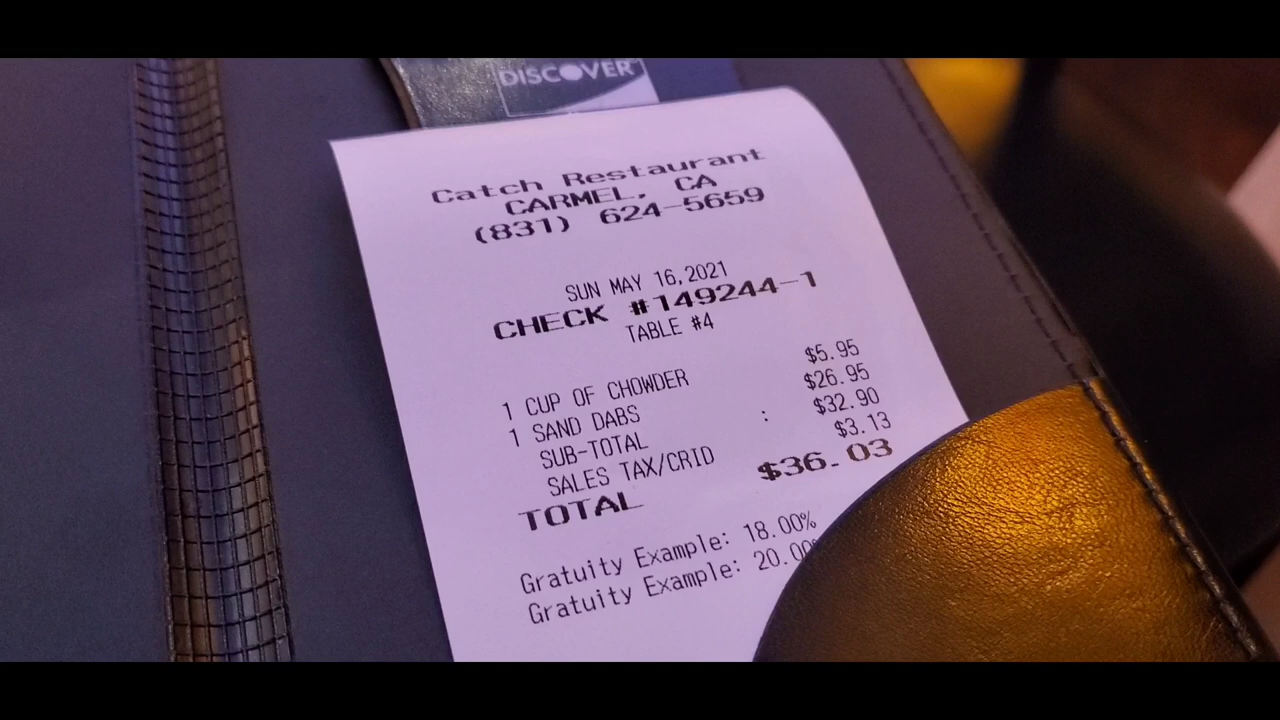 DISCOVER
Catch Restaurant
CARMEL, CA
(831) 624-5659
SUN MAY 16,2021
CHECK #149244-1
TABLE #4
1 CUP OF CHOWDER $5.95
1 SAND DABS $26.95
SUB-TOTAL : $32.90
SALES TAX/CRID $3.13
TOTAL $36.03
Gratuity Example: 18.00%
Gratuity Example: 20.00%